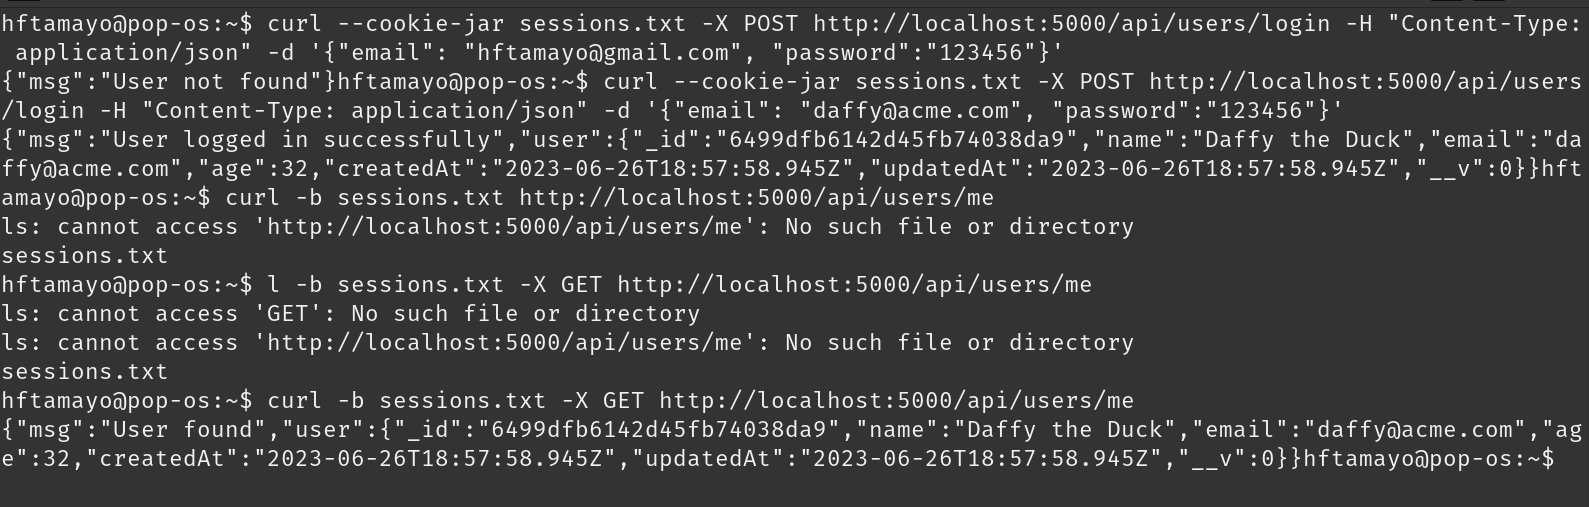 hftamayo@pop-os:~$ curl --cookie-jar sessions.txt -X POST http://localhost:5000/api/users/login -H "Content-Type:
 application/json" -d '{"email": "hftamayo@gmail.com", "password":"123456"}'
{"msg":"User not found"}hftamayo@pop-os:~$ curl --cookie-jar sessions.txt -X POST http://localhost:5000/api/users
/login -H "Content-Type: application/json" -d '{"email": "daffy@acme.com", "password":"123456"}'
{"msg":"User logged in successfully","user":{"_id":"6499dfb6142d45fb74038da9","name":"Daffy the Duck","email":"da
ffy@acme.com","age":32,"createdAt":"2023-06-26T18:57:58.945Z","updatedAt":"2023-06-26T18:57:58.945Z","__v":0}}hft
amayo@pop-os:~$ curl -b sessions.txt http://localhost:5000/api/users/me
ls: cannot access 'http://localhost:5000/api/users/me': No such file or directory
sessions.txt
hftamayo@pop-os:~$ l -b sessions.txt -X GET http://localhost:5000/api/users/me
ls: cannot access 'GET': No such file or directory
ls: cannot access 'http://localhost:5000/api/users/me': No such file or directory
sessions.txt
hftamayo@pop-os:~$ curl -b sessions.txt -X GET http://localhost:5000/api/users/me
{"msg":"User found","user":{"_id":"6499dfb6142d45fb74038da9","name":"Daffy the Duck","email":"daffy@acme.com","ag
e":32,"createdAt":"2023-06-26T18:57:58.945Z","updatedAt":"2023-06-26T18:57:58.945Z","__v":0}}hftamayo@pop-os:~$